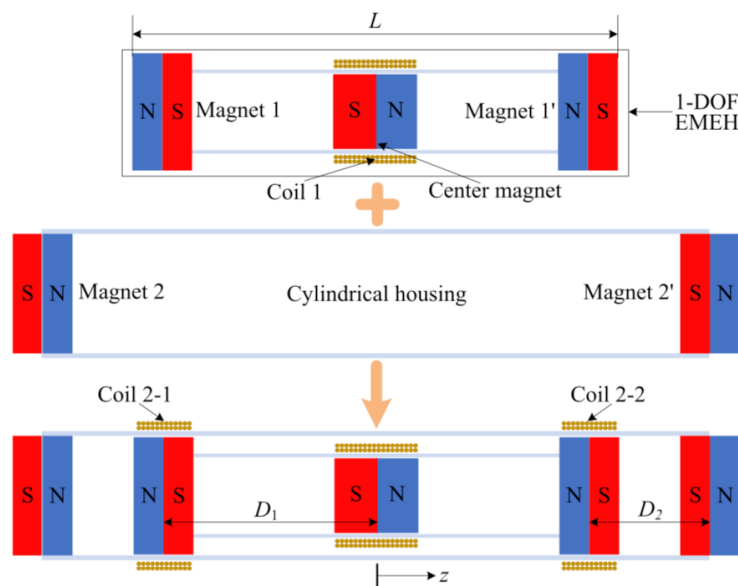 L
N S Magnet 1 S N Magnet 1' N S
1-DOF
EMEH
Coil 1
Center magnet
S N Magnet 2 Cylindrical housing Magnet 2' S N
Coil 2-1
Coil 2-2
S N N S S N N S S N
D₁
D₂
z